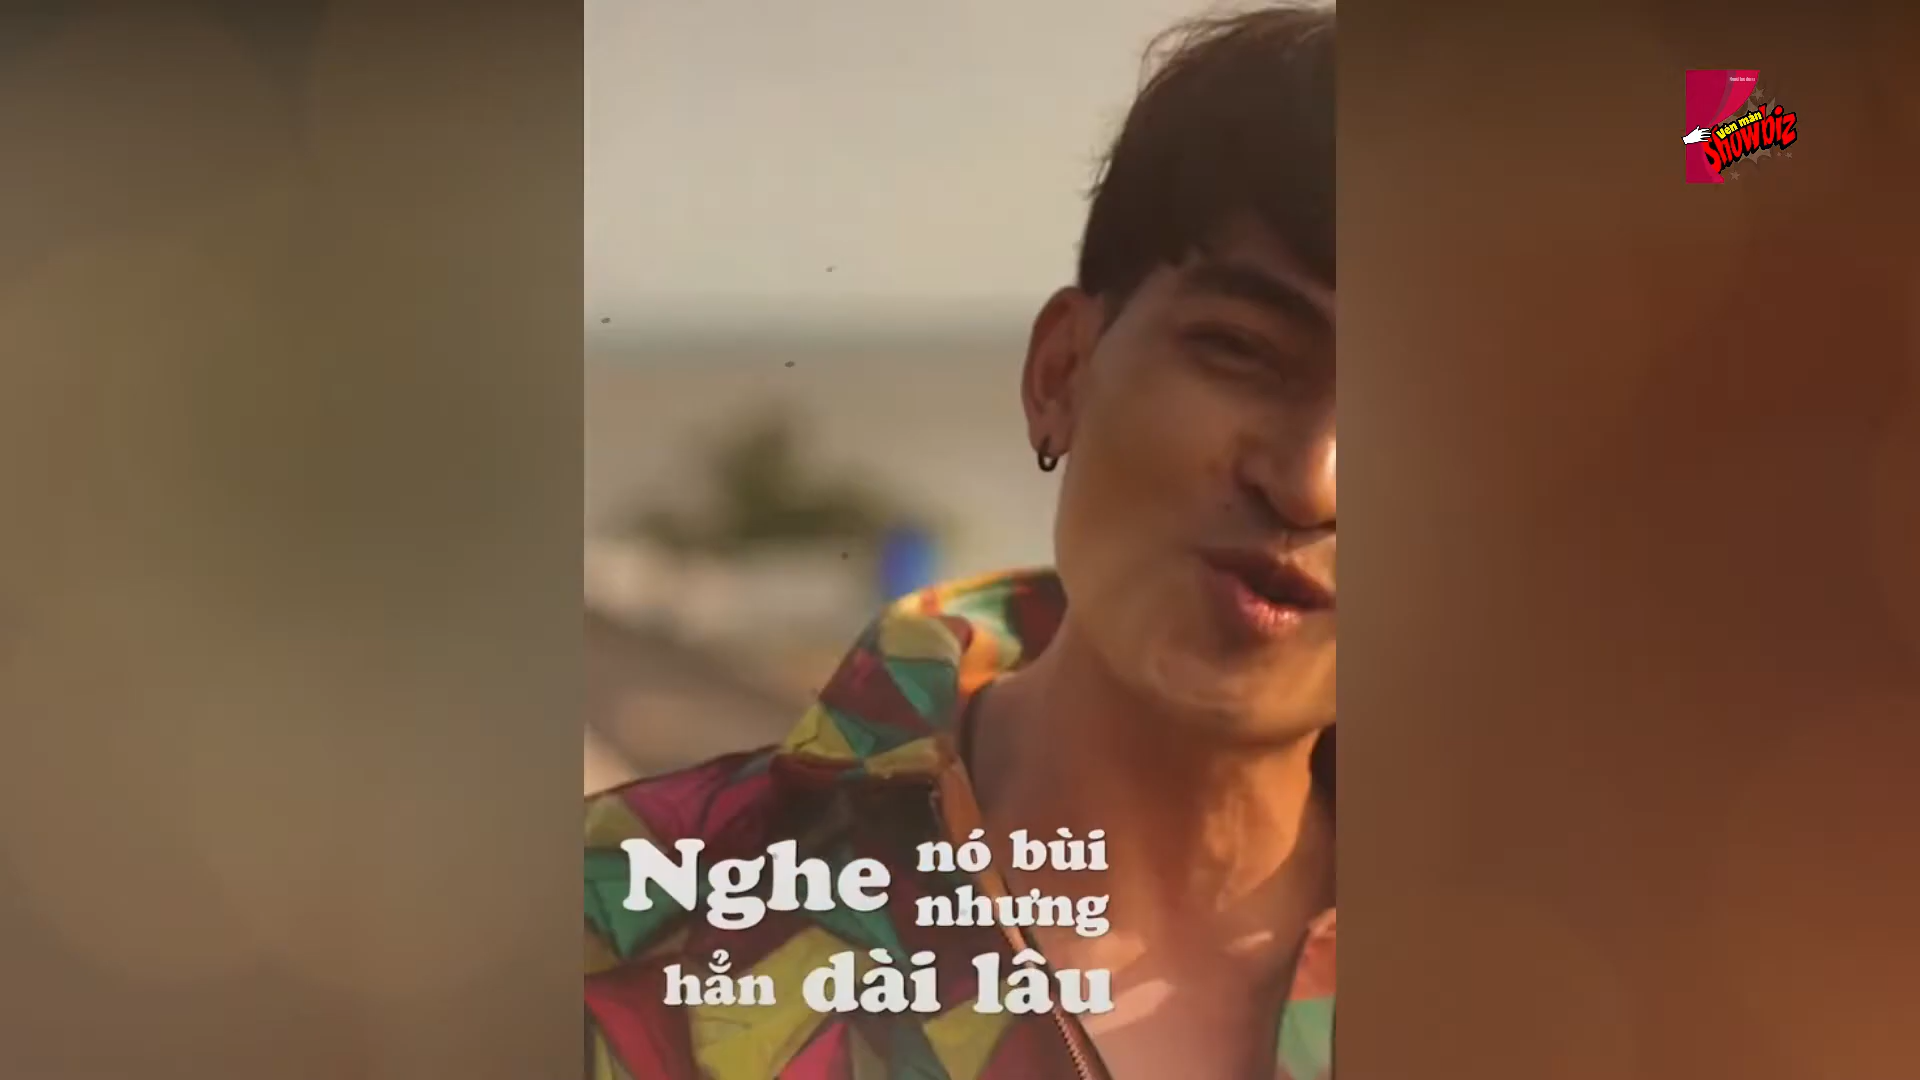 Vén màn
Showbiz
Nghe nó bùi
nhưng
hẳn dài lâu